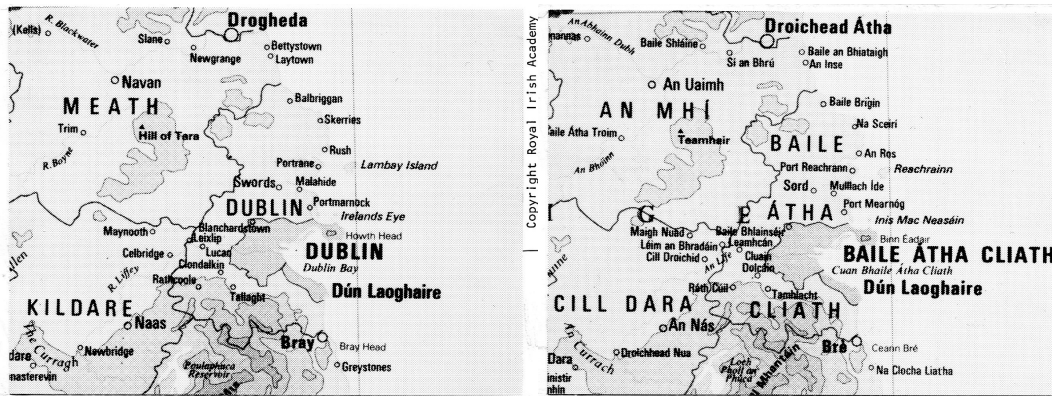 (Kells)
R. Blackwater
Drogheda
Slane
Newgrange
Bettystown
Laytown
Navan
MEATH
Balbriggan
Trim
Hill of Tara
Skerries
R. Boyne
Rush
Portrane
Lambay Island
Swords
Malahide
DUBLIN
Portmarnock
Irelands Eye
Maynooth
Blanchardstown
Leixlip
Lucan
Howth Head
Celbridge
DUBLIN
Clondalkin
Dublin Bay
R. Liffey
Rathcoole
Tallaght
Dún Laoghaire
KILDARE
Naas
The Curragh
Newbridge
Bray
Bray Head
Poulaphuca
Reservoir
Greystones
Copyright Royal Irish Academy
An Abhainn Dubh
Droichead Átha
Baile Shláine
Sí an Bhrú
Baile an Bhiataigh
An Inse
An Uaimh
AN MHÍ
Baile Brigín
Baile Átha Troim
Teamhair
Na Sceirí
BAILE
An Bhóinn
An Ros
Port Reachrann
Reachrainn
Sord
Mullach Íde
Port Mearnóg
ÁTHA
Inis Mac Neasáin
Maigh Nuad
Baile Bhlainséir
Léim an Bhradáin
Leamhcán
Binn Éadair
Cill Droichid
BAILE ÁTHA CLIATH
An Life
Cluain
Dolcáin
Cuan Bhaile Átha Cliath
Ráth Cúil
Tamhlacht
Dún Laoghaire
CILL DARA
CLIATH
An Nás
An Currach
Droichead Nua
Bré
Ceann Bré
Dara
Loch
Pholl an
Phúca
Na Clocha Liatha